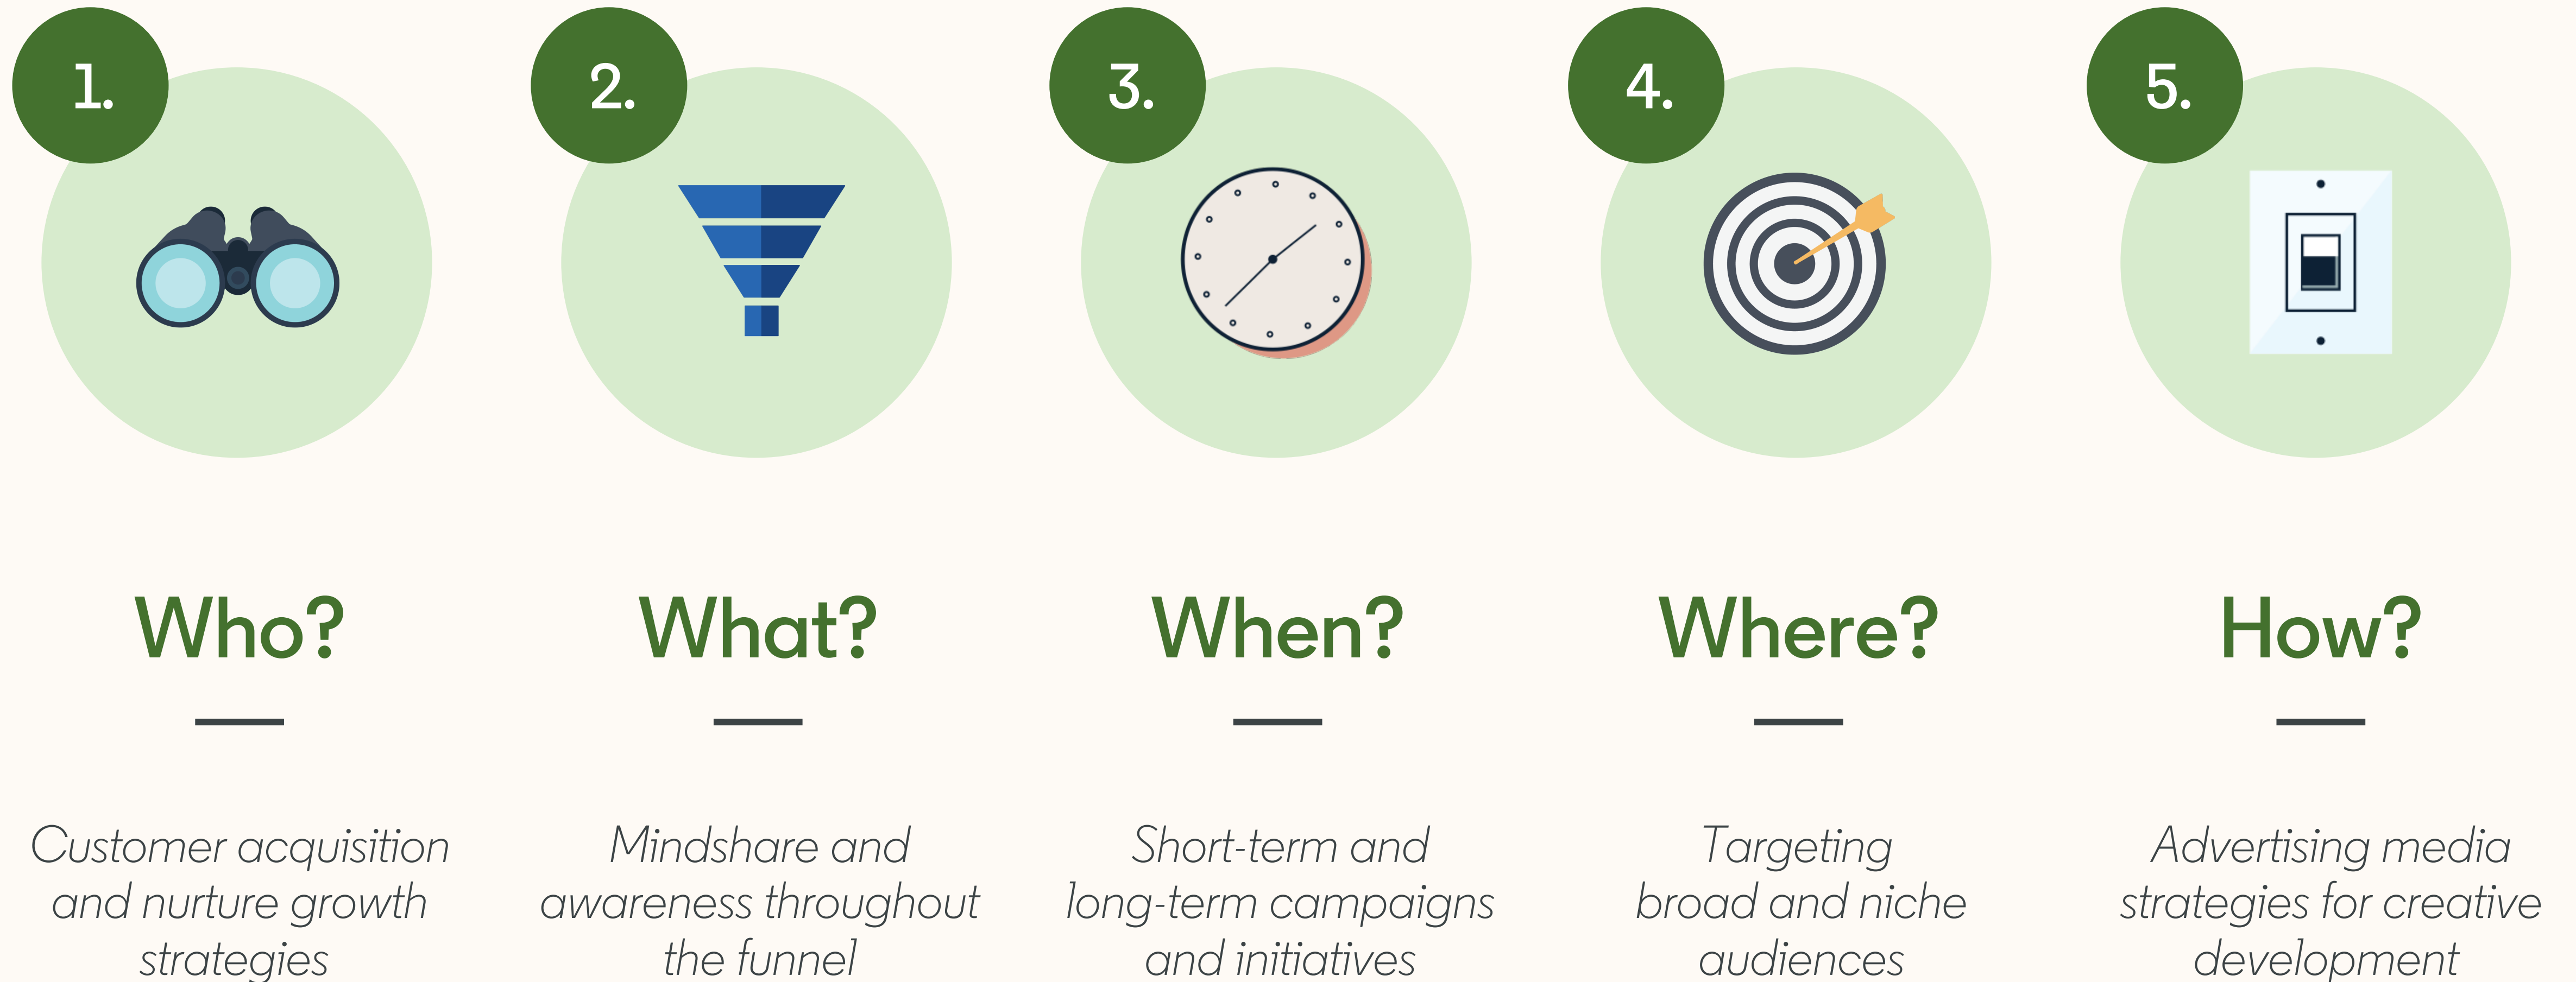 1.
Who?
Customer acquisition
and nurture growth
strategies
2.
What?
Mindshare and
awareness throughout
the funnel
3.
When?
Short-term and
long-term campaigns
and initiatives
4.
Where?
Targeting
broad and niche
audiences
5.
How?
Advertising media
strategies for creative
development